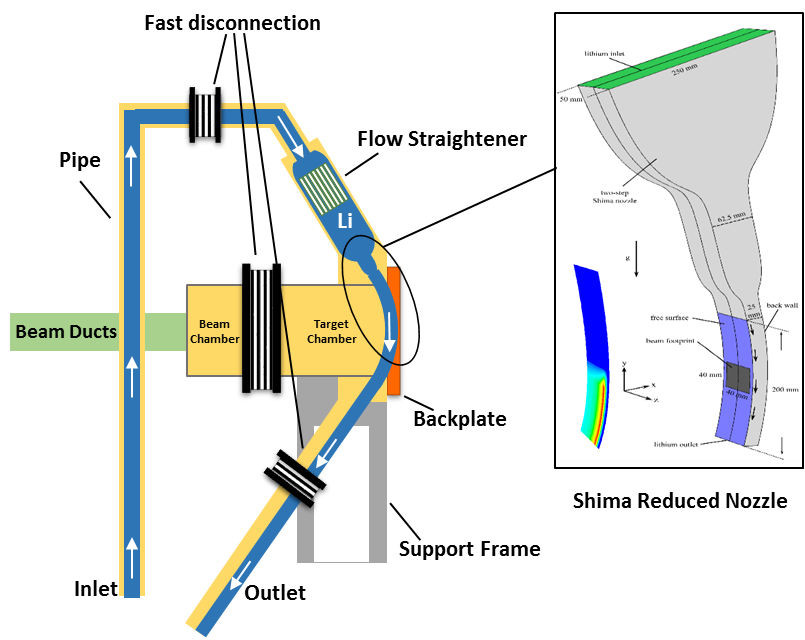 Fast disconnection
Pipe
Flow Straightener
Li
Beam Ducts
Beam
Chamber
Target
Chamber
Backplate
Support Frame
Inlet
Outlet
lithium inlet
250 mm
50 mm
two-step
Shima nozzle
62.5 mm
g
25
mm
back wall
free surface
beam footprint
40 mm
40 mm
200 mm
y
x
z
lithium outlet
Shima Reduced Nozzle